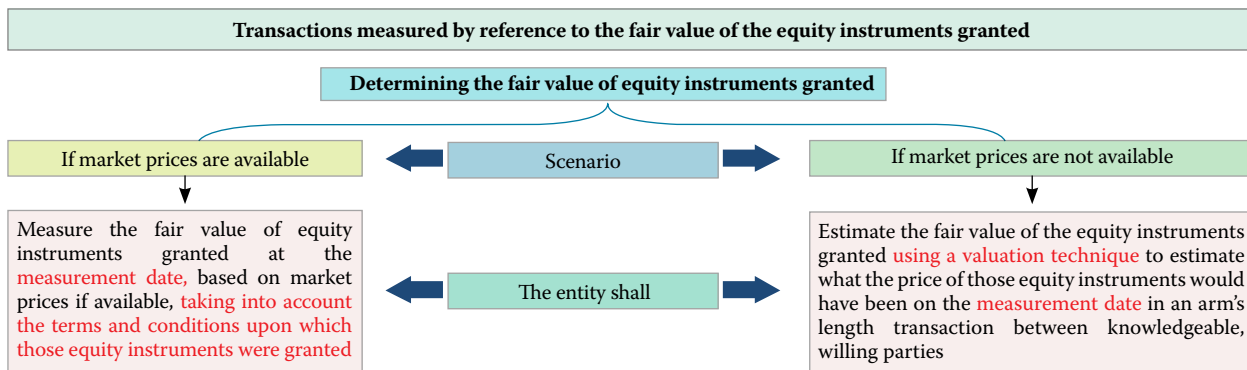 Transactions measured by reference to the fair value of the equity instruments granted
Determining the fair value of equity instruments granted
If market prices are available
Scenario
If market prices are not available
Measure the fair value of equity
instruments granted at the
measurement date, based on market
prices if available, taking into account
the terms and conditions upon which
those equity instruments were granted
The entity shall
Estimate the fair value of the equity instruments
granted using a valuation technique to estimate
what the price of those equity instruments would
have been on the measurement date in an arm’s
length transaction between knowledgeable,
willing parties